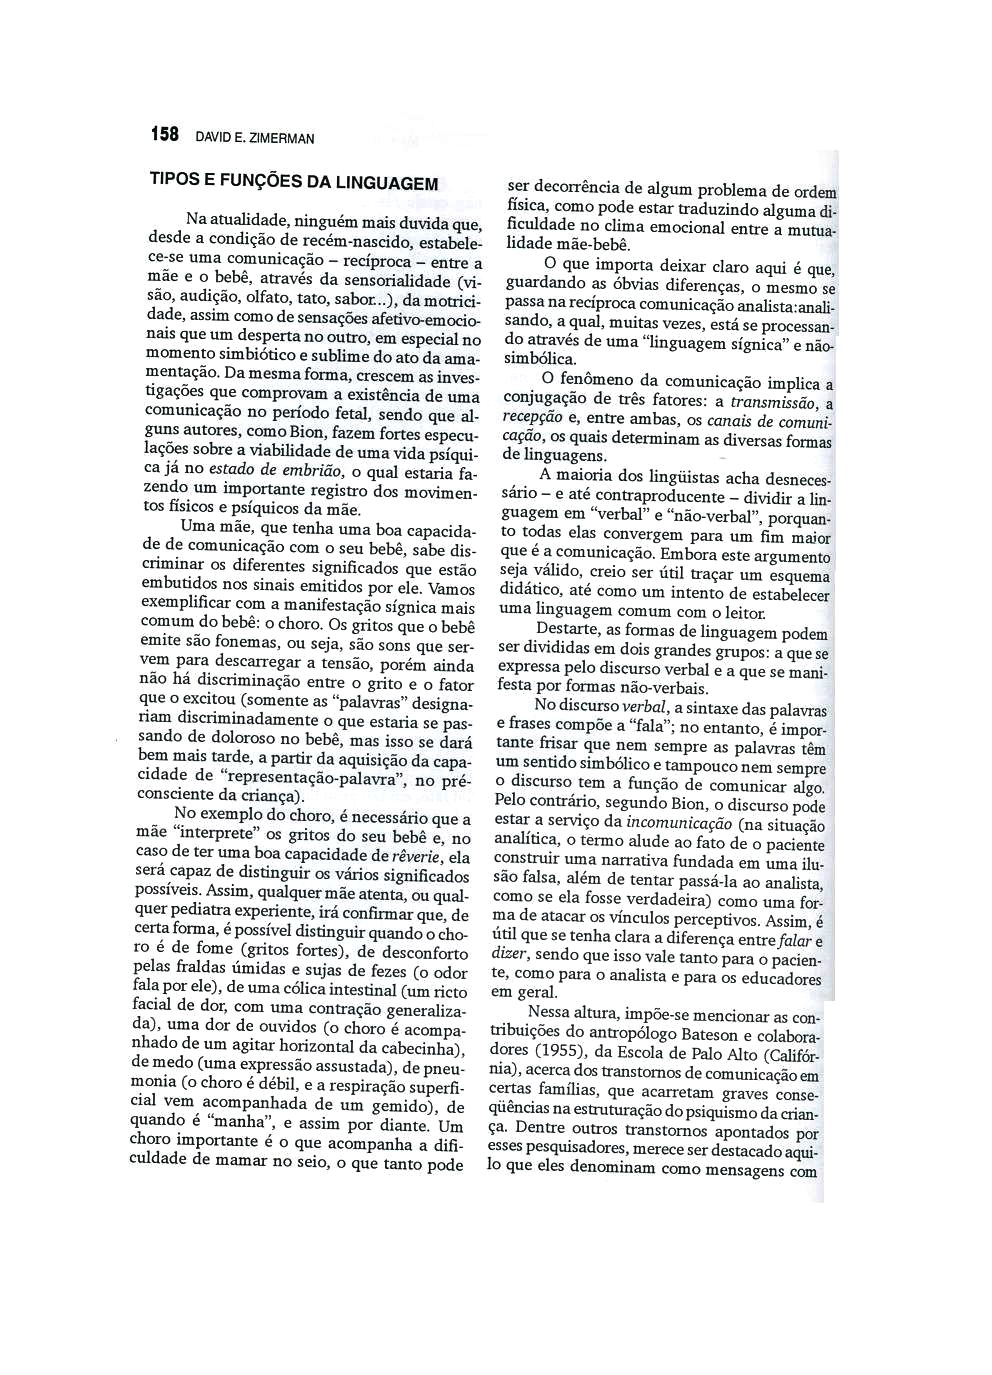 158 DAVID E. ZIMERMAN
TIPOS E FUNÇÕES DA LINGUAGEM
Na atualidade, ninguém mais duvida que,
desde a condição de recém-nascido, estabele-
ce-se uma comunicação – recíproca – entre a
mãe e o bebê, através da sensorialidade (vi-
são, audição, olfato, tato, sabor...), da motrici-
dade, assim como de sensações afetivo-emocio-
nais que um desperta no outro, em especial no
momento simbiótico e sublime do ato da ama-
mentação. Da mesma forma, crescem as inves-
tigações que comprovam a existência de uma
comunicação no período fetal, sendo que al-
guns autores, como Bion, fazem fortes especu-
lações sobre a viabilidade de uma vida psíqui-
ca já no estado de embrião, o qual estaria fa-
zendo um importante registro dos movimen-
tos físicos e psíquicos da mãe.
Uma mãe, que tenha uma boa capacida-
de de comunicação com o seu bebê, sabe dis-
criminar os diferentes significados que estão
embutidos nos sinais emitidos por ele. Vamos
exemplificar com a manifestação sígnica mais
comum do bebê: o choro. Os gritos que o bebê
emite são fonemas, ou seja, são sons que ser-
vem para descarregar a tensão, porém ainda
não há discriminação entre o grito e o fator
que o excitou (somente as “palavras” designa-
riam discriminadamente o que estaria se pas-
sando de doloroso no bebê, mas isso se dará
bem mais tarde, a partir da aquisição da capa-
cidade de “representação-palavra”, no pré-
consciente da criança).
No exemplo do choro, é necessário que a
mãe “interprete” os gritos do seu bebê e, no
caso de ter uma boa capacidade de rêverie, ela
será capaz de distinguir os vários significados
possíveis. Assim, qualquer mãe atenta, ou qual-
quer pediatra experiente, irá confirmar que, de
certa forma, é possível distinguir quando o cho-
ro é de fome (gritos fortes), de desconforto
pelas fraldas úmidas e sujas de fezes (o odor
fala por ele), de uma cólica intestinal (um ricto
facial de dor, com uma contração generaliza-
da), uma dor de ouvidos (o choro é acompa-
nhado de um agitar horizontal da cabecinha),
de medo (uma expressão assustada), de pneu-
monia (o choro é débil, e a respiração superfi-
cial vem acompanhada de um gemido), de
quando é “manha”, e assim por diante. Um
choro importante é o que acompanha a difi-
culdade de mamar no seio, o que tanto pode
ser decorrência de algum problema de ordem
física, como pode estar traduzindo alguma di-
ficuldade no clima emocional entre a mutua-
lidade mãe-bebê.
O que importa deixar claro aqui é que,
guardando as óbvias diferenças, o mesmo se
passa na recíproca comunicação analista:anali-
sando, a qual, muitas vezes, está se processan-
do através de uma “linguagem sígnica” e não-
simbólica.
O fenômeno da comunicação implica a
conjugação de três fatores: a transmissão, a
recepção e, entre ambas, os canais de comuni-
cação, os quais determinam as diversas formas
de linguagens.
A maioria dos lingüistas acha desneces-
sário – e até contraproducente – dividir a lin-
guagem em “verbal” e “não-verbal”, porquan-
to todas elas convergem para um fim maior
que é a comunicação. Embora este argumento
seja válido, creio ser útil traçar um esquema
didático, até como um intento de estabelecer
uma linguagem comum com o leitor.
Destarte, as formas de linguagem podem
ser divididas em dois grandes grupos: a que se
expressa pelo discurso verbal e a que se mani-
festa por formas não-verbais.
No discurso verbal, a sintaxe das palavras
e frases compõe a “fala”; no entanto, é impor-
tante frisar que nem sempre as palavras têm
um sentido simbólico e tampouco nem sempre
o discurso tem a função de comunicar algo.
Pelo contrário, segundo Bion, o discurso pode
estar a serviço da incomunicação (na situação
analítica, o termo alude ao fato de o paciente
construir uma narrativa fundada em uma ilu-
são falsa, além de tentar passá-la ao analista,
como se ela fosse verdadeira) como uma for-
ma de atacar os vínculos perceptivos. Assim, é
útil que se tenha clara a diferença entre falar e
dizer, sendo que isso vale tanto para o pacien-
te, como para o analista e para os educadores
em geral.
Nessa altura, impõe-se mencionar as con-
tribuições do antropólogo Bateson e colabora-
dores (1955), da Escola de Palo Alto (Califór-
nia), acerca dos transtornos de comunicação em
certas famílias, que acarretam graves conse-
qüências na estruturação do psiquismo da crian-
ça. Dentre outros transtornos apontados por
esses pesquisadores, merece ser destacado aqui-
lo que eles denominam como mensagens com